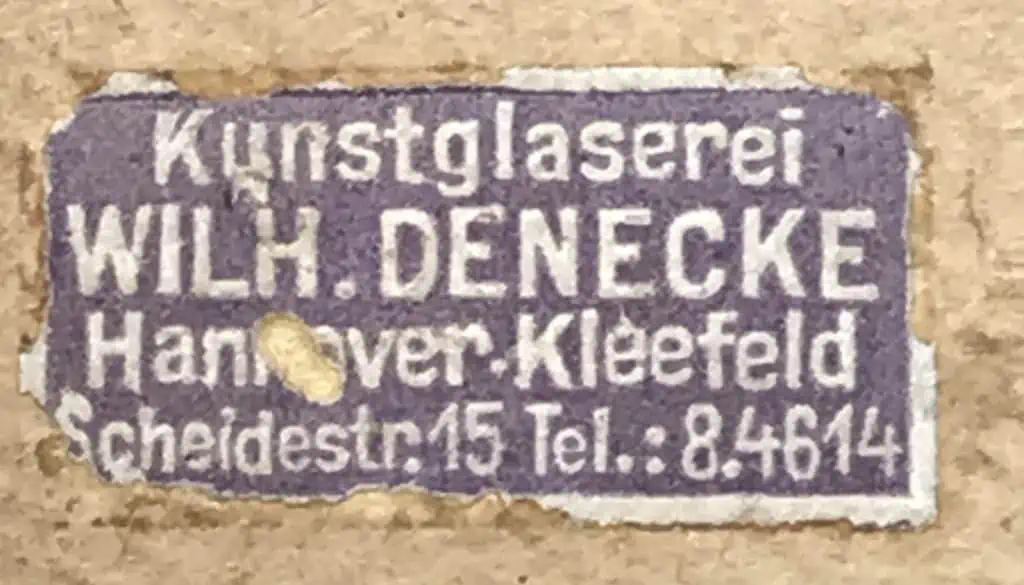 Kunstglaserei
WILH. DENECKE
Hannover-Kleefeld
Scheidestr. 15 Tel.: 8.4614